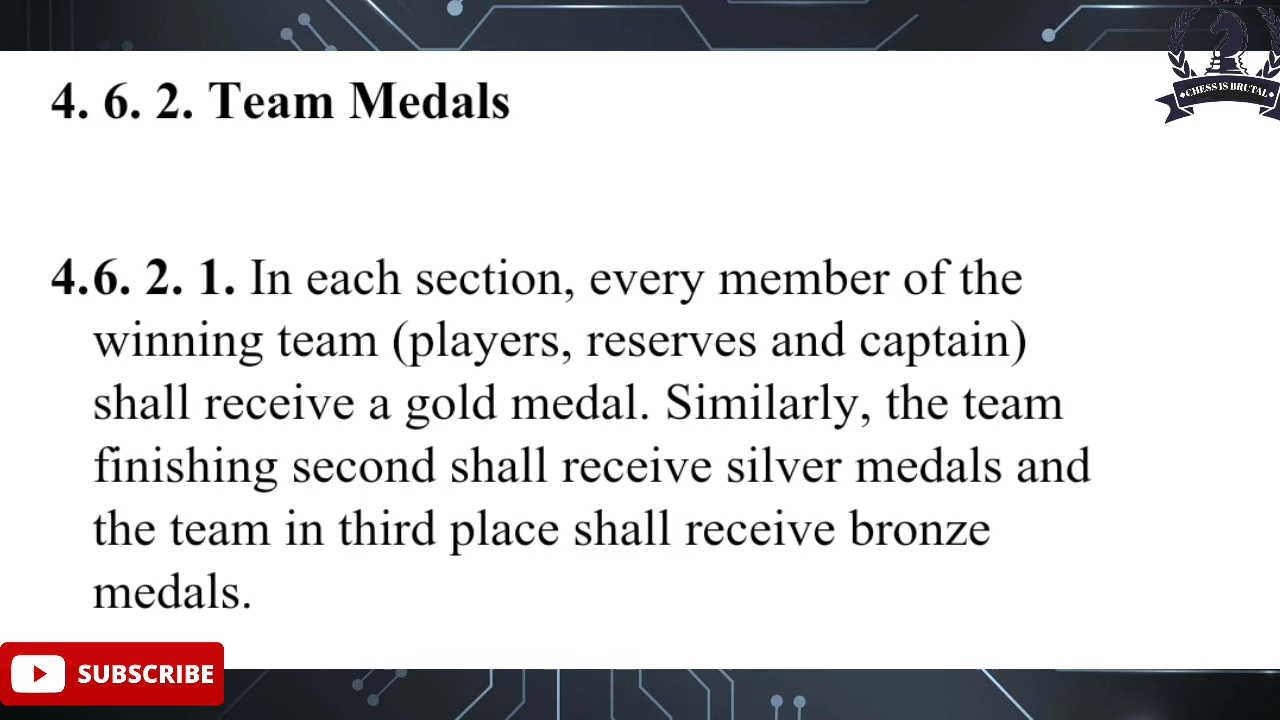 4. 6. 2. Team Medals
CHESS IS BRUTAL
4.6. 2. 1. In each section, every member of the
winning team (players, reserves and captain)
shall receive a gold medal. Similarly, the team
finishing second shall receive silver medals and
the team in third place shall receive bronze
medals.
SUBSCRIBE